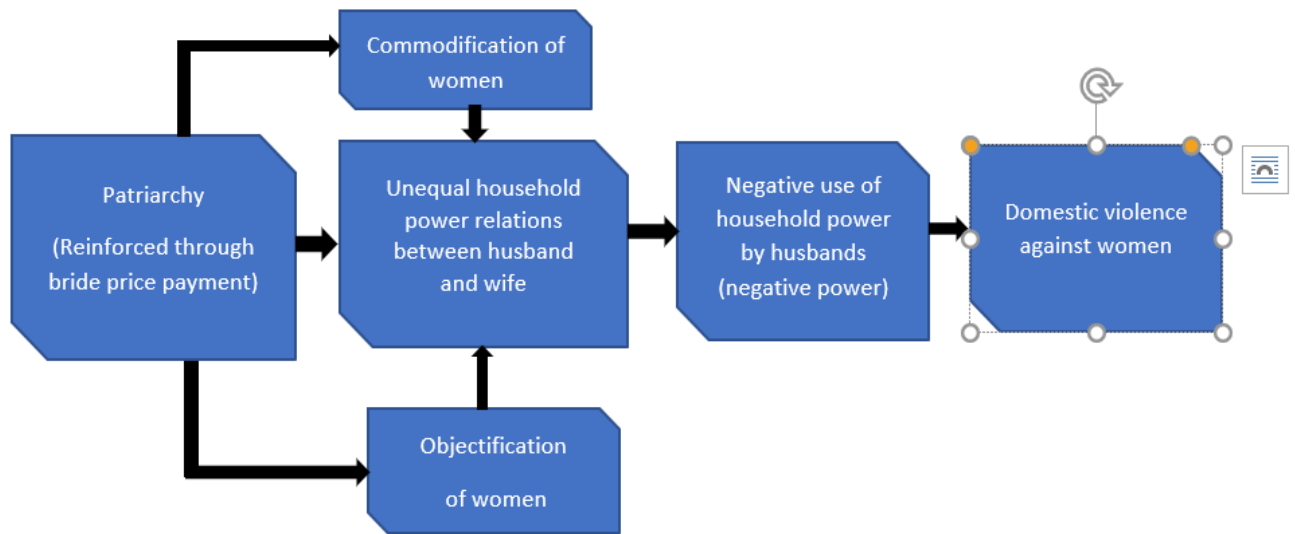 Commodification of
women
Patriarchy
(Reinforced through
bride price payment)
Unequal household
power relations
between husband
and wife
Negative use of
household power
by husbands
(negative power)
Domestic violence
against women
Objectification
of women